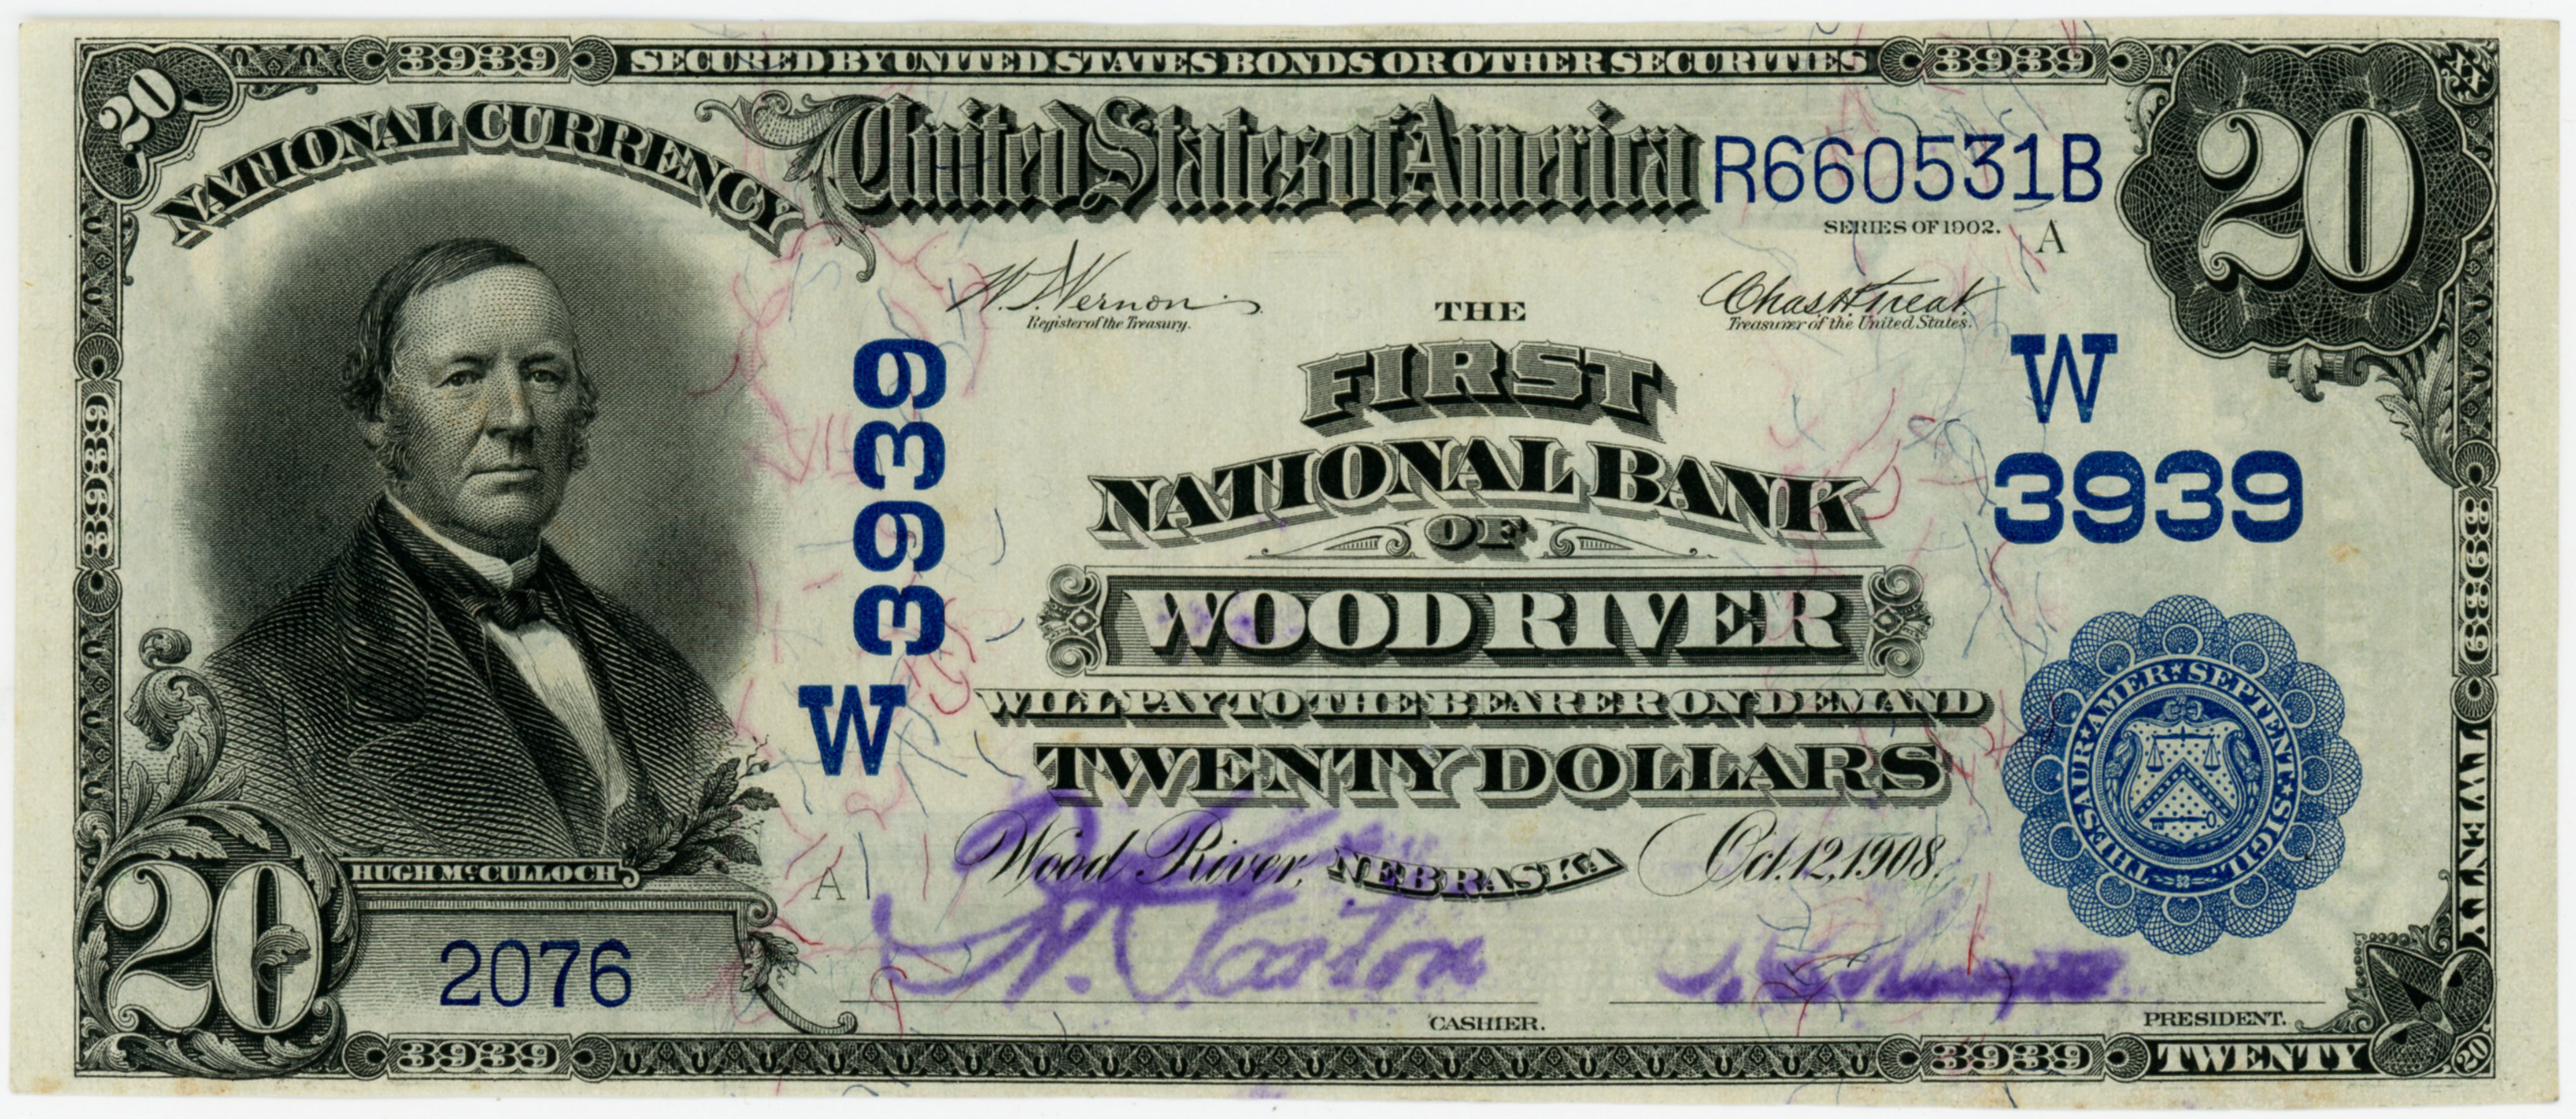 20 3939 SECURED BY UNITED STATES BONDS OR OTHER SECURITIES 3939 XX
NATIONAL CURRENCY
United States of America R660531B 20
SERIES OF 1902. A
W. T. Vernon Chas. H. Treat
Register of the Treasury. THE Treasurer of the United States.
FIRST W
NATIONAL BANK 3939
OF
WOOD RIVER
WILL PAY TO THE BEARER ON DEMAND
TWENTY DOLLARS
W 3939
3939
3939
THESAUR★AMER★SEPTENT★SIGIL
Wood River, NEBRASKA Oct. 12, 1908.
A
HUGH McCULLOCH
20 2076
CASHIER. PRESIDENT.
TWENTY
3939 3939 TWENTY 20